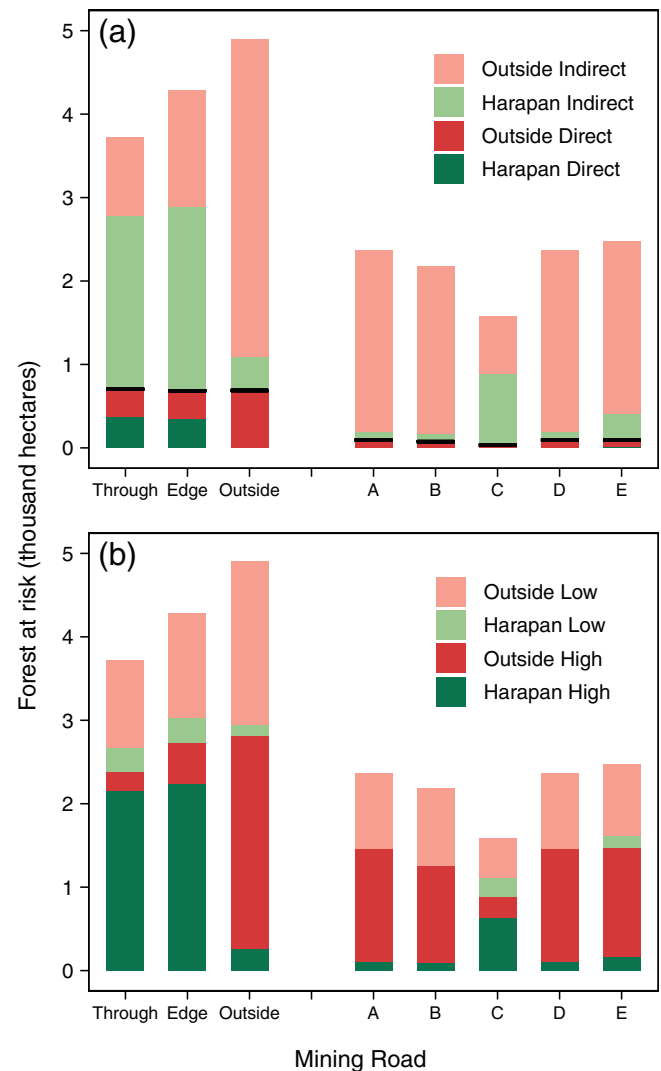 (a)
5
4
3
2
1
0
Outside Indirect
Harapan Indirect
Outside Direct
Harapan Direct
Through Edge Outside A B C D E
Forest at risk (thousand hectares)
(b)
5
4
3
2
1
0
Outside Low
Harapan Low
Outside High
Harapan High
Through Edge Outside A B C D E
Mining Road